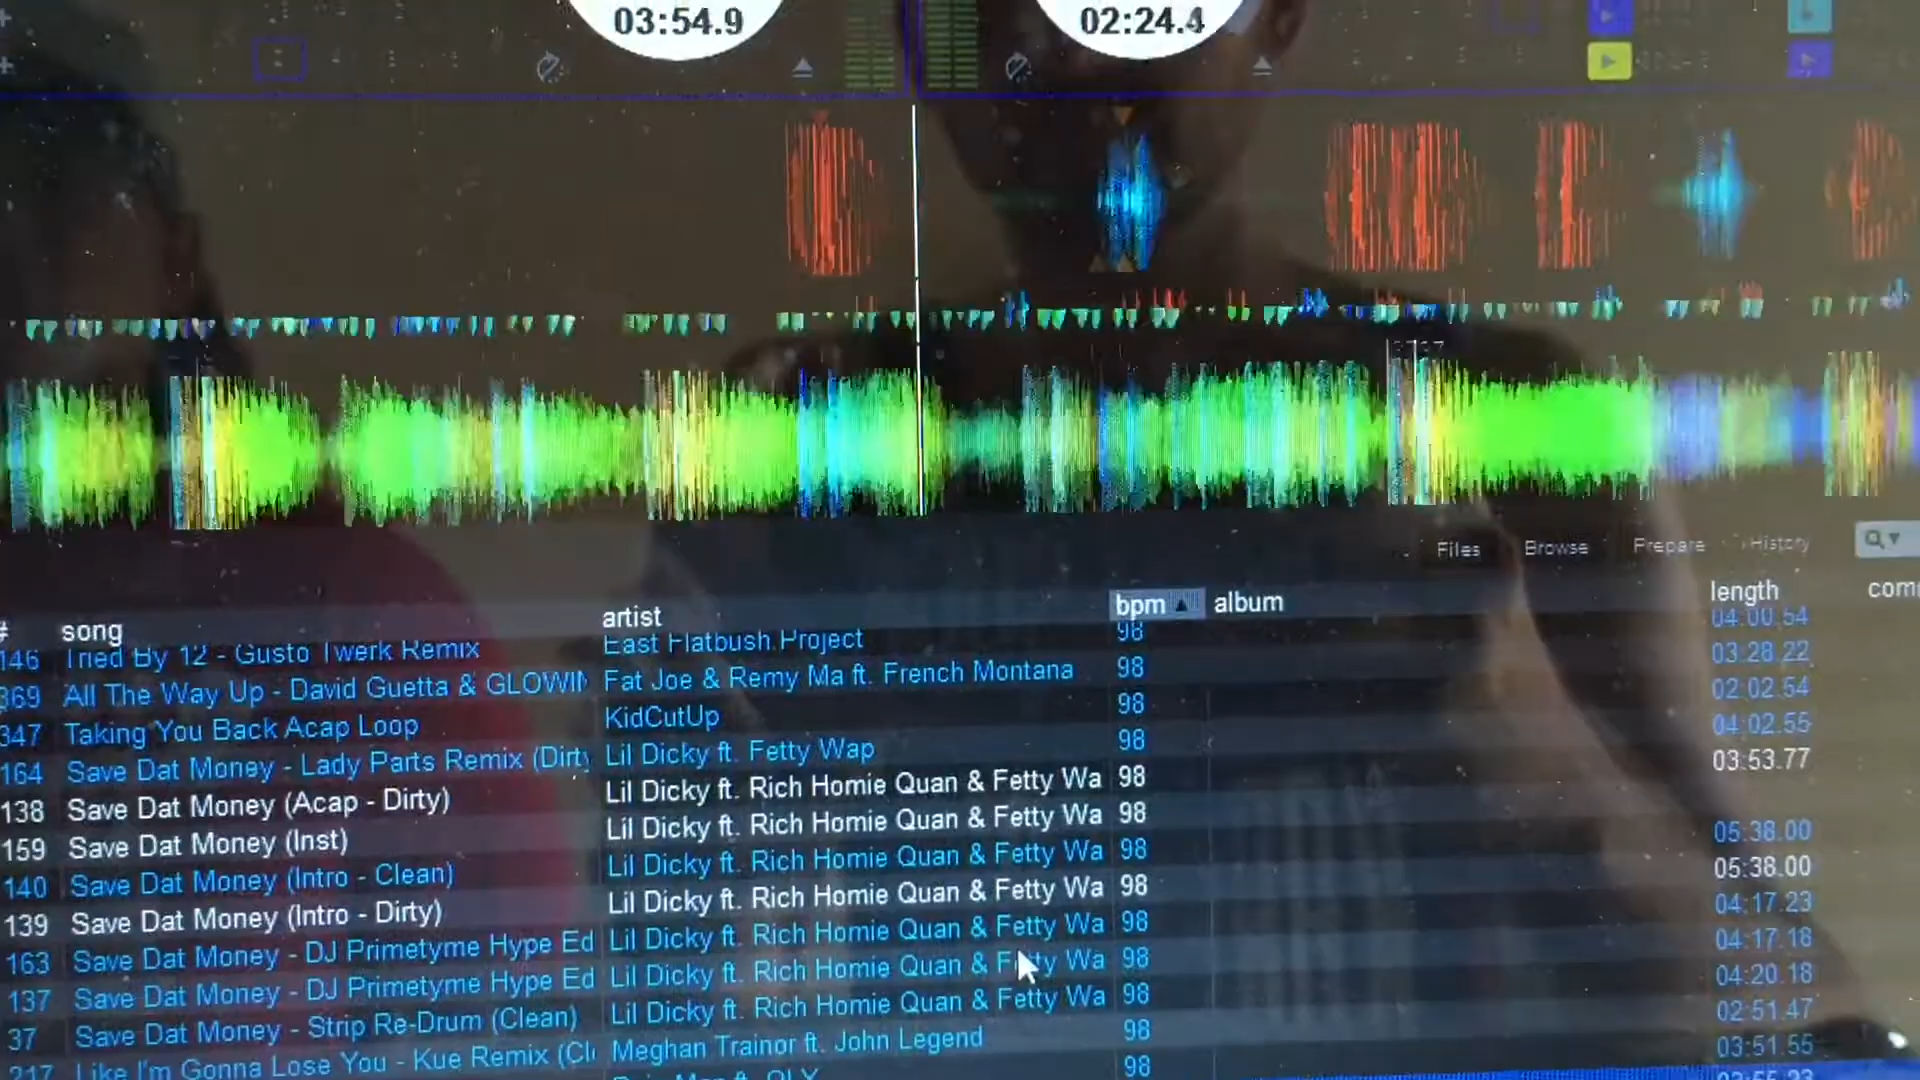 03:54.9 02:24.4
Files Browse Prepare History
# song artist bpm album length com
146 Tried By 12 - Gusto Twerk Remix East Flatbush Project 98 04:00.54
369 All The Way Up - David Guetta & GLOWIN Fat Joe & Remy Ma ft. French Montana 98 03:28.22
347 Taking You Back Acap Loop KidCutUp 98 02:02.54
164 Save Dat Money - Lady Parts Remix (Dirty Lil Dicky ft. Fetty Wap 98 04:02.55
138 Save Dat Money (Acap - Dirty) Lil Dicky ft. Rich Homie Quan & Fetty Wa 98 03:53.77
159 Save Dat Money (Inst) Lil Dicky ft. Rich Homie Quan & Fetty Wa 98
140 Save Dat Money (Intro - Clean) Lil Dicky ft. Rich Homie Quan & Fetty Wa 98 05:38.00
139 Save Dat Money (Intro - Dirty) Lil Dicky ft. Rich Homie Quan & Fetty Wa 98 05:38.00
163 Save Dat Money - DJ Primetyme Hype Ed Lil Dicky ft. Rich Homie Quan & Fetty Wa 98 04:17.23
137 Save Dat Money - DJ Primetyme Hype Ed Lil Dicky ft. Rich Homie Quan & Fetty Wa 98 04:17.18
37 Save Dat Money - Strip Re-Drum (Clean) Lil Dicky ft. Rich Homie Quan & Fetty Wa 98 04:20.18
217 Like I'm Gonna Lose You - Kue Remix (Cl Meghan Trainor ft. John Legend 98 02:51.47
98 03:51.55